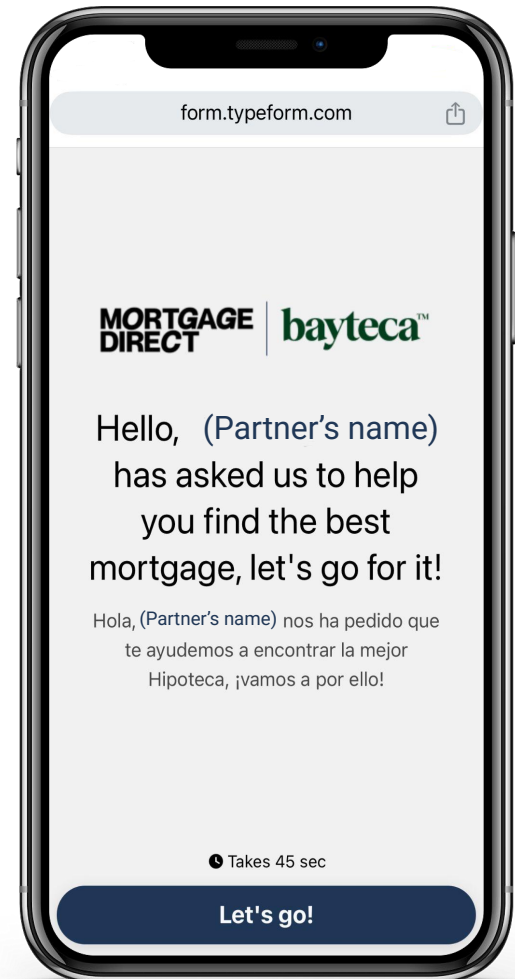 form.typeform.com
MORTGAGE
DIRECT
bayteca™
Hello, (Partner's name)
has asked us to help
you find the best
mortgage, let's go for it!
Hola, (Partner's name) nos ha pedido que
te ayudemos a encontrar la mejor
Hipoteca, ¡vamos a por ello!
Takes 45 sec
Let's go!